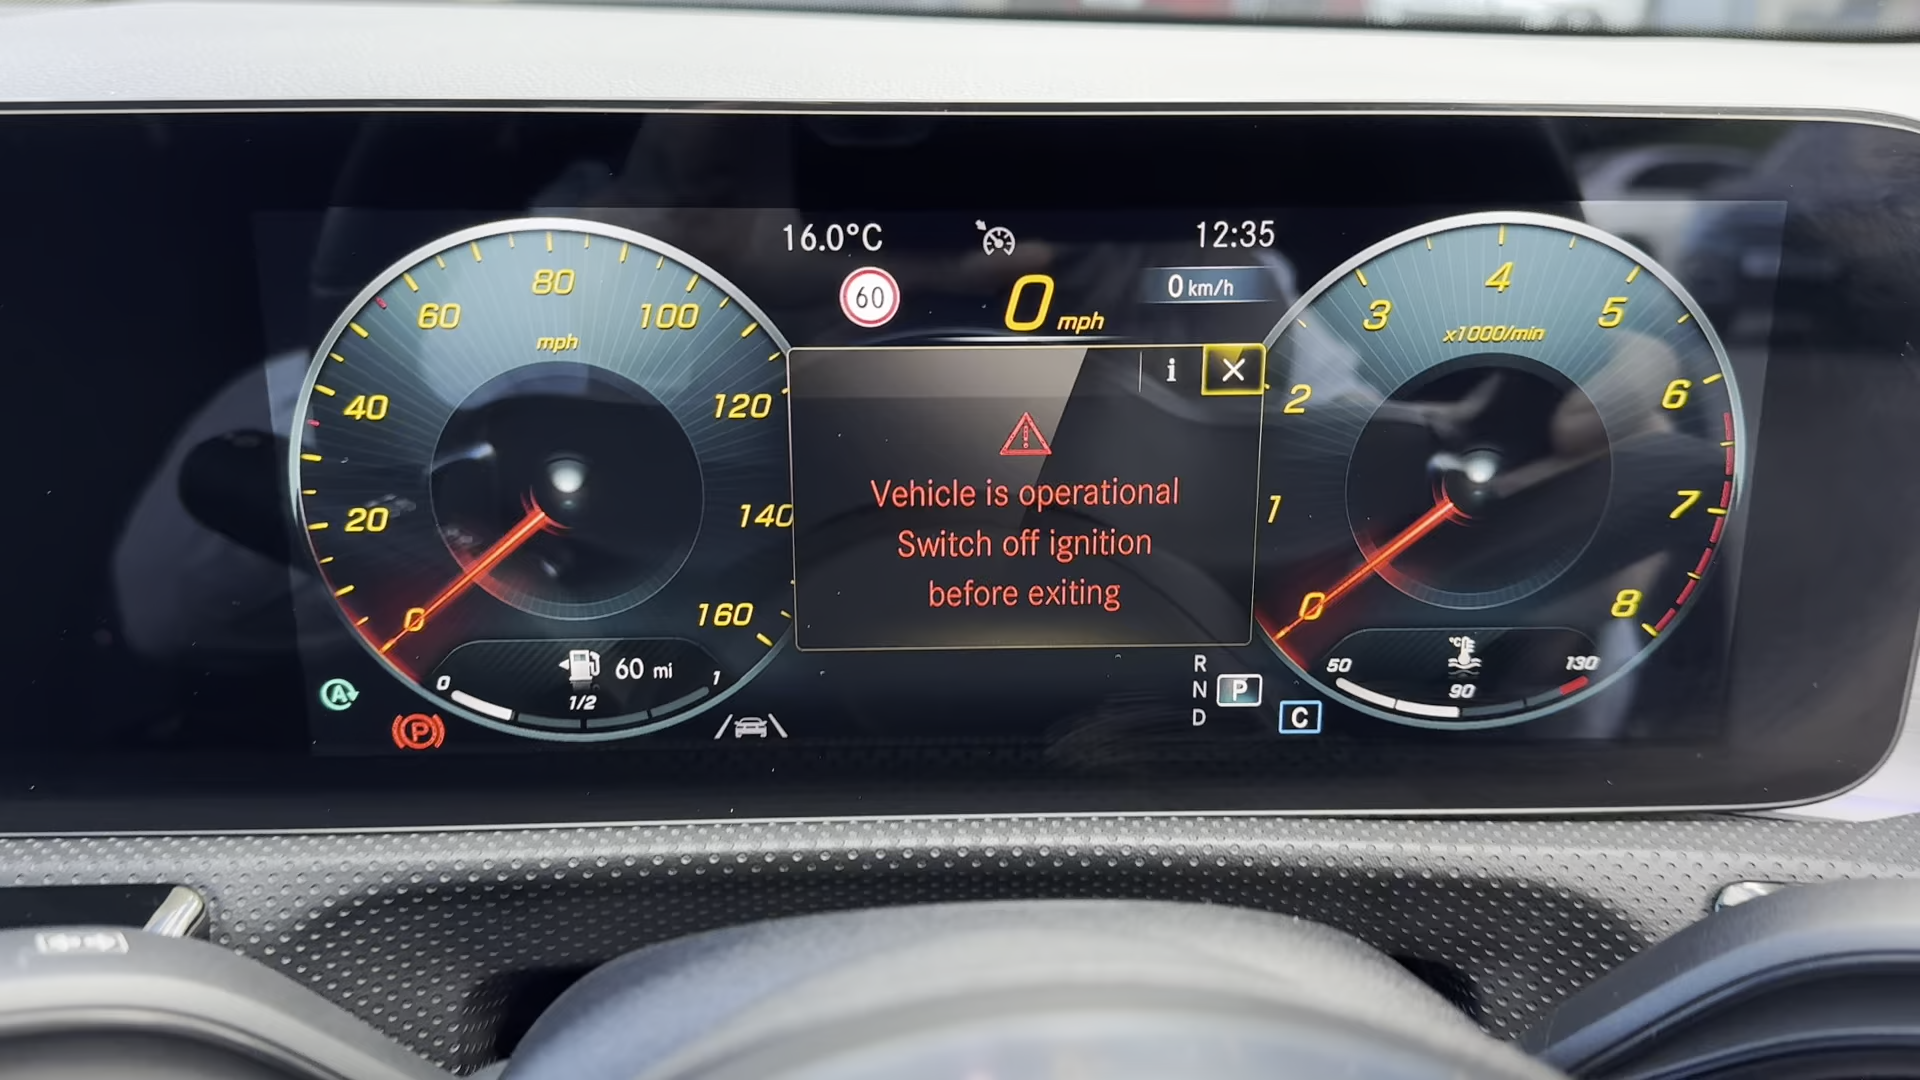 16.0°C
12:35
60
0 mph
0 km/h
i
Vehicle is operational
Switch off ignition
before exiting
mph
0
20
40
60
80
100
120
140
160
x1000/min
0
1
2
3
4
5
6
7
8
60 mi
0
1/2
1
A
P
R
N
D
P
C
°C
50
90
130